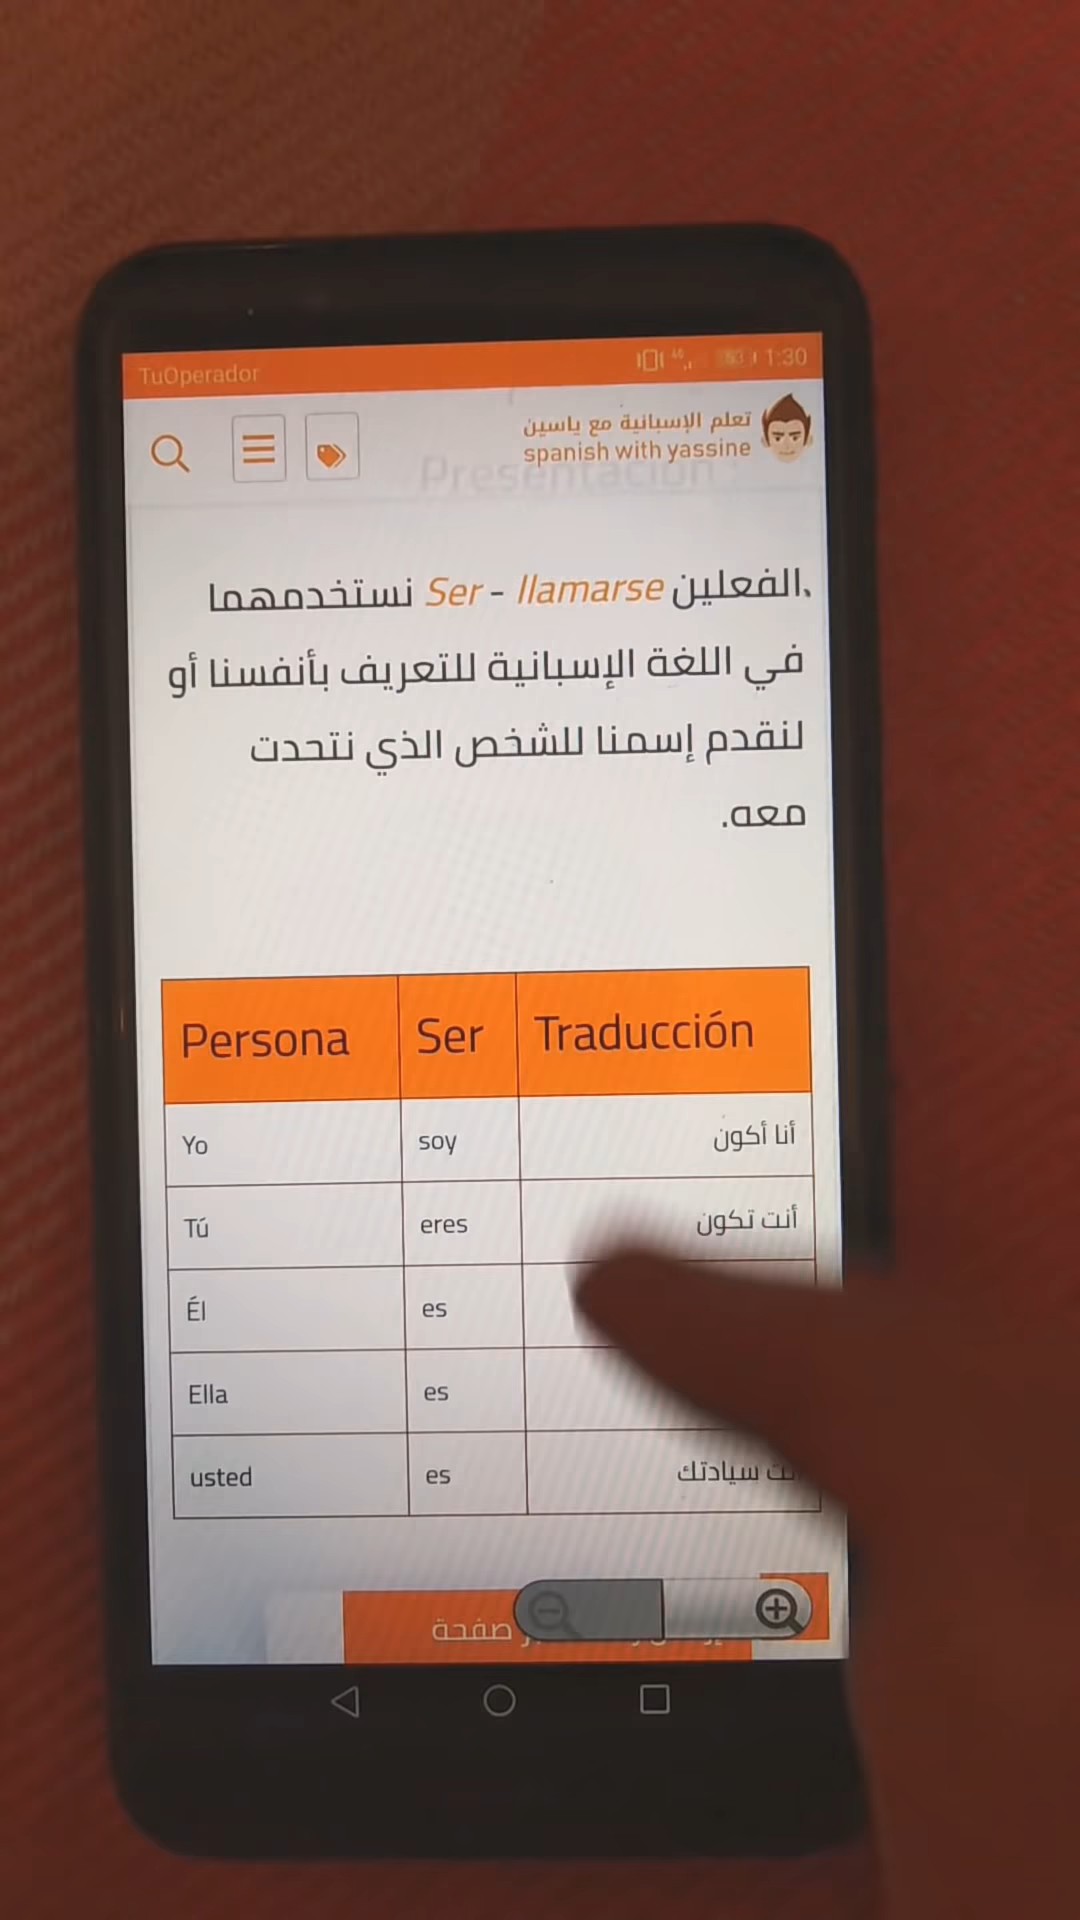 TuOperador 1:30
تعلم الإسبانية مع ياسين
spanish with yassine
Presentación
الفعلين Ser - llamarse نستخدمهما
في اللغة الإسبانية للتعريف بأنفسنا أو
لنقدم إسمنا للشخص الذي نتحدت
معه.
Persona Ser Traducción
Yo soy أنا أكون
Tú eres أنت تكون
Él es
Ella es
usted es سيادتك
صفحة